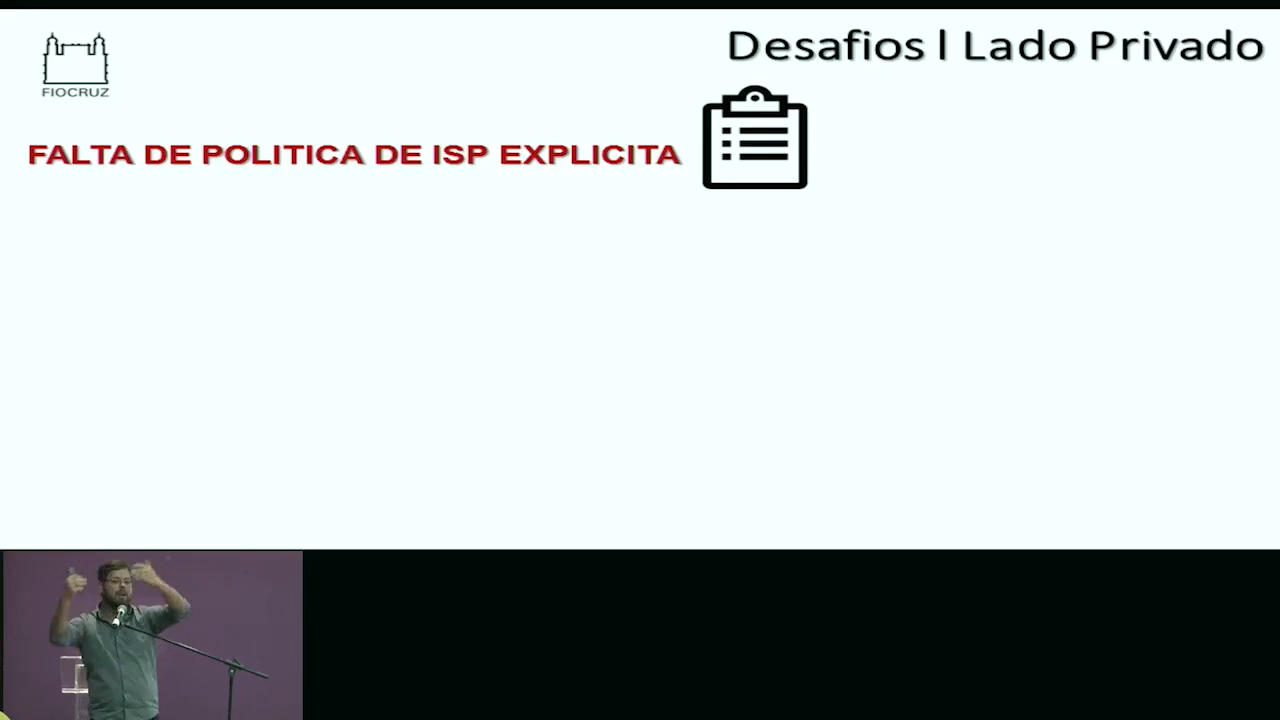 Desafios l Lado Privado
FIOCRUZ
FALTA DE POLITICA DE ISP EXPLICITA